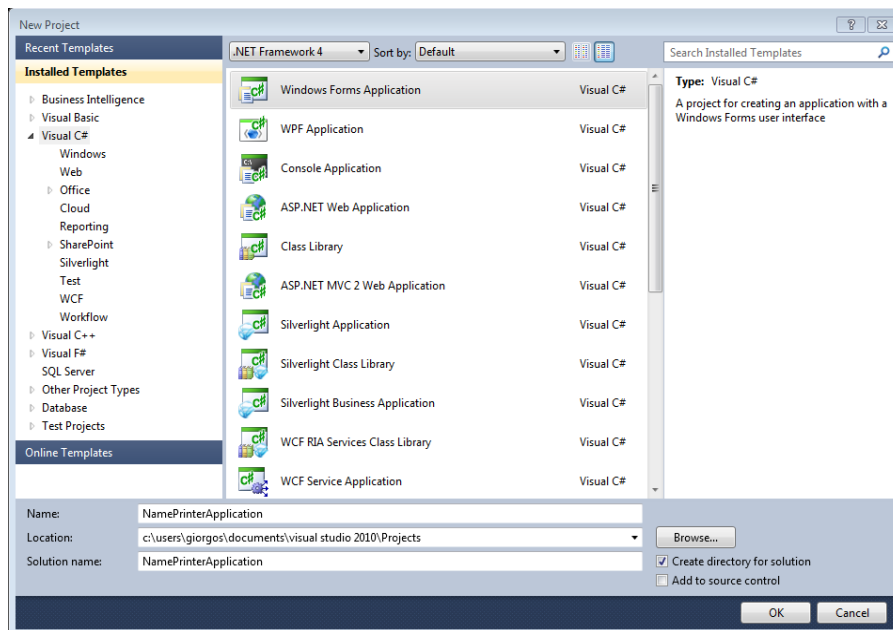 New Project
Recent Templates
.NET Framework 4
Sort by: Default
Search Installed Templates
Installed Templates
Business Intelligence
Visual Basic
Visual C#
Windows
Web
Office
Cloud
Reporting
SharePoint
Silverlight
Test
WCF
Workflow
Visual C++
Visual F#
SQL Server
Other Project Types
Database
Test Projects
Online Templates
Windows Forms Application Visual C#
WPF Application Visual C#
Console Application Visual C#
ASP.NET Web Application Visual C#
Class Library Visual C#
ASP.NET MVC 2 Web Application Visual C#
Silverlight Application Visual C#
Silverlight Class Library Visual C#
Silverlight Business Application Visual C#
WCF RIA Services Class Library Visual C#
WCF Service Application Visual C#
Type: Visual C#
A project for creating an application with a
Windows Forms user interface
Name: NamePrinterApplication
Location: c:\users\giorgos\documents\visual studio 2010\Projects
Browse...
Solution name: NamePrinterApplication
Create directory for solution
Add to source control
OK
Cancel